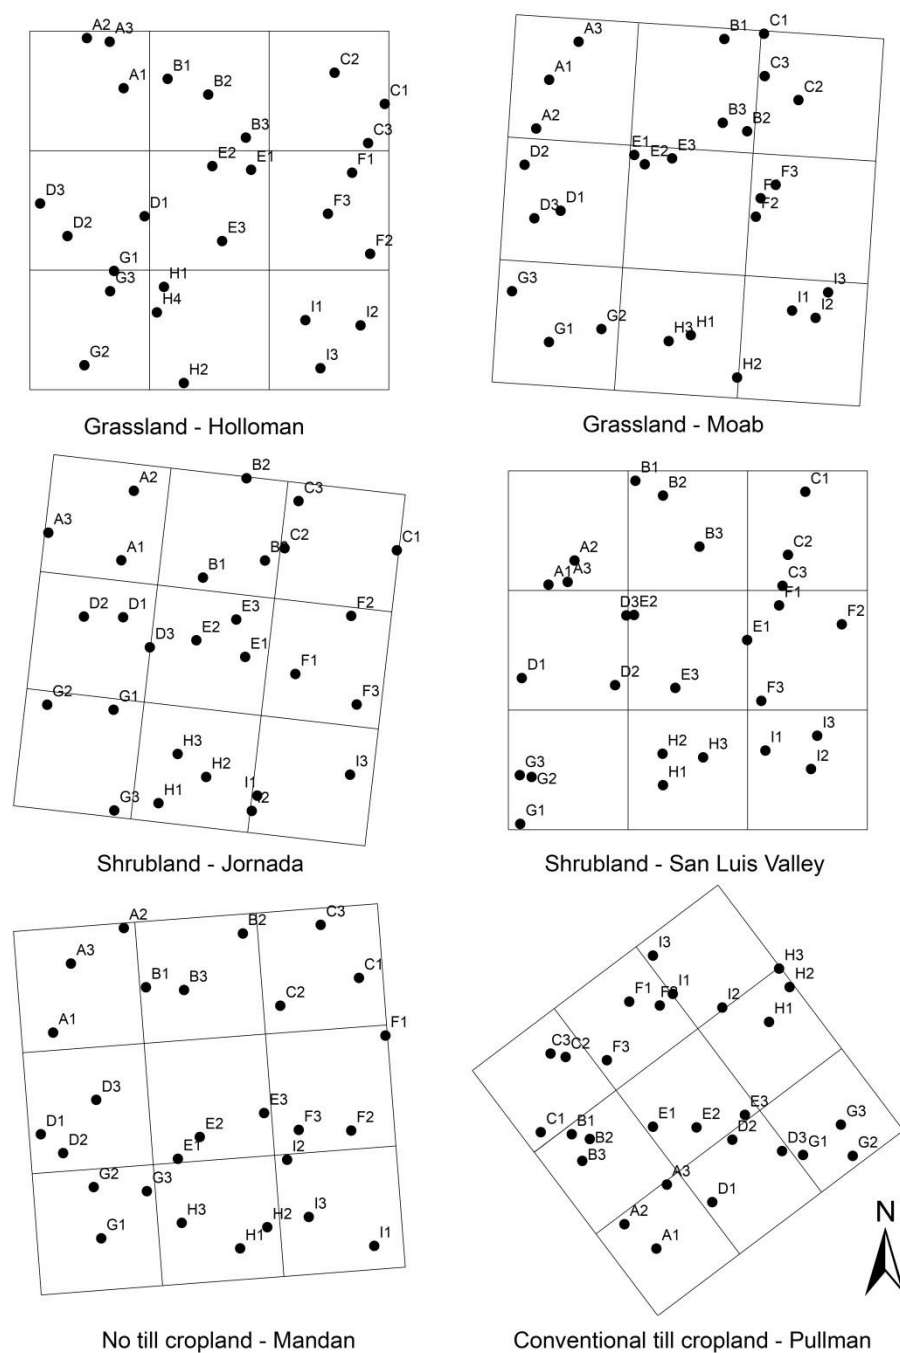 A2 A3
A1 B1
B2
C2
C1
B3
C3
E2 E1 F1
D3
D1
F3
D2
E3
F2
G1
G3
H1
H4
I1 I2
G2
H2
I3
Grassland - Holloman
A3
B1 C1
A1
C3
C2
A2
B3 B2
D2
E1 E2 E3
F3
F2
D3 D1
G3
I3
I1 I2
G1 G2
H3 H1
H2
Grassland - Moab
A2
B2
C3
A3
A1
B1
C2
C1
D2 D1
D3
E2
E3
E1
F2
F1
F3
G2 G1
H3
H2
I3
G3 H1
I1
I2
Shrubland - Jornada
B1
B2
C1
A2
B3
C2
A1 A3
C3
D3 E2
F1
F2
E1
D1
D2
E3
F3
H2 H3
I1
I3
I2
G3
G2
H1
G1
Shrubland - San Luis Valley
A2
B2
C3
A3
B1 B3
C1
C2
A1
F1
D3
E3
D1
D2
E2
E1
F3 F2
I2
G2 G3
G1
H3
H1 H2
I3
I1
No till cropland - Mandan
I3
H3
H2
F1
I1
I2
H1
C3 C2
F3
C1 B1
B2
B3
E1 E2
E3
D2
D3
G1
G3
G2
A3
D1
A2
A1
N
Conventional till cropland - Pullman